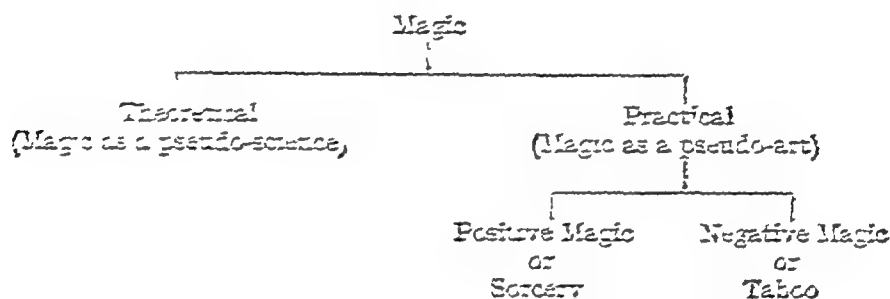 Magic
Theoretical
(Magic as a pseudo-science)
Practical
(Magic as a pseudo-art)
Positive Magic
or
Sorcery
Negative Magic
or
Taboo